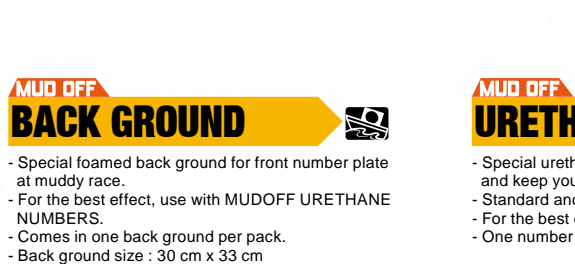 MUD OFF
BACK GROUND
- Special foamed back ground for front number plate
at muddy race.
- For the best effect, use with MUDOFF URETHANE
NUMBERS.
- Comes in one back ground per pack.
- Back ground size : 30 cm x 33 cm
MUD OFF
URETH
- Special ureth
and keep you
- Standard and
- For the best
- One number